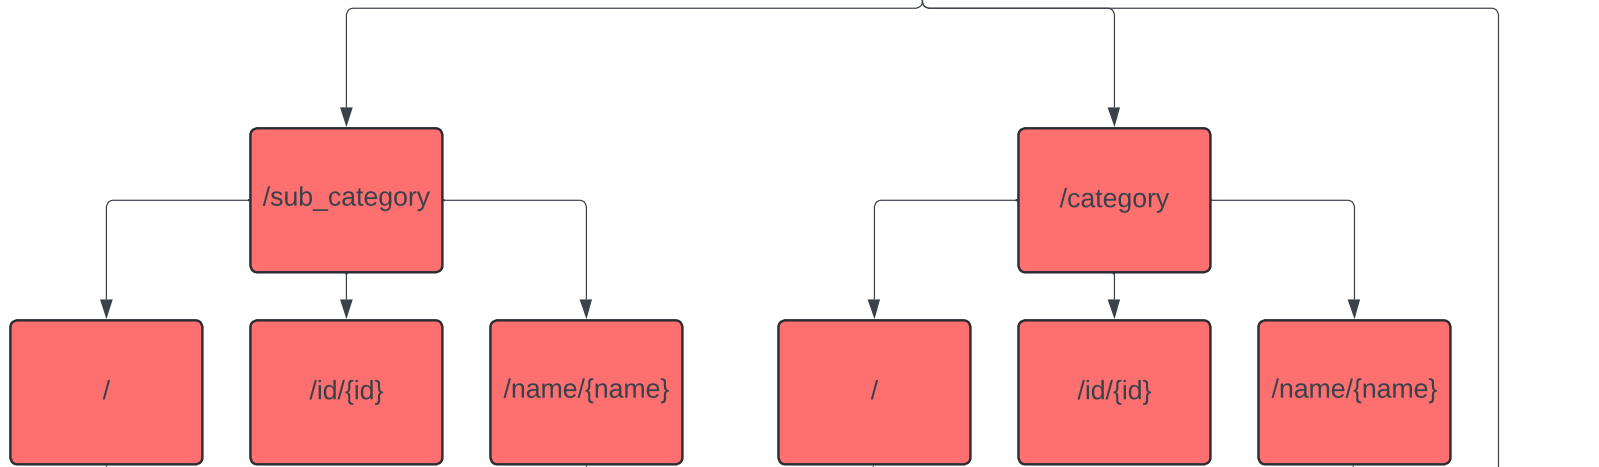 /sub_category
/category
/
/id/{id}
/name/{name}
/
/id/{id}
/name/{name}